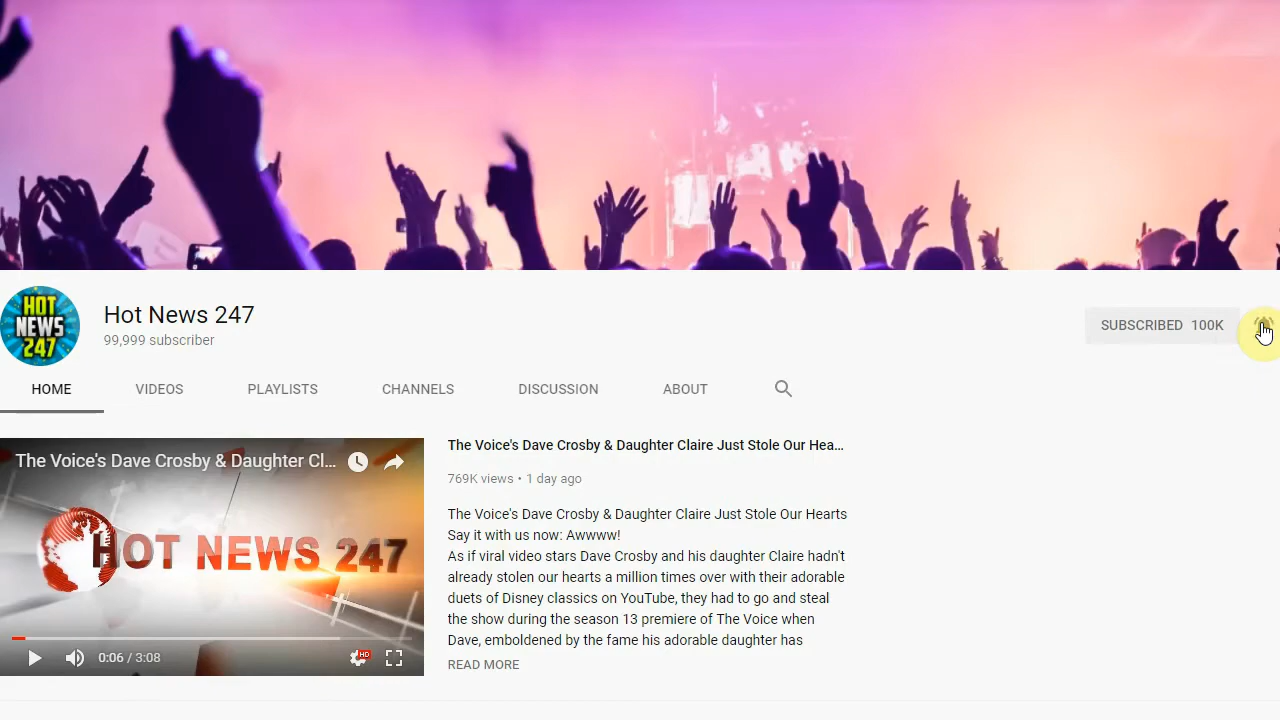 HOT
NEWS
247
Hot News 247
99,999 subscriber
SUBSCRIBED 100K
HOME VIDEOS PLAYLISTS CHANNELS DISCUSSION ABOUT
The Voice's Dave Crosby & Daughter Cl...
HOT NEWS 247
HD
0:06 / 3:08
The Voice's Dave Crosby & Daughter Claire Just Stole Our Hea...
769K views • 1 day ago
The Voice's Dave Crosby & Daughter Claire Just Stole Our Hearts
Say it with us now: Awwww!
As if viral video stars Dave Crosby and his daughter Claire hadn't
already stolen our hearts a million times over with their adorable
duets of Disney classics on YouTube, they had to go and steal
the show during the season 13 premiere of The Voice when
Dave, emboldened by the fame his adorable daughter has
READ MORE